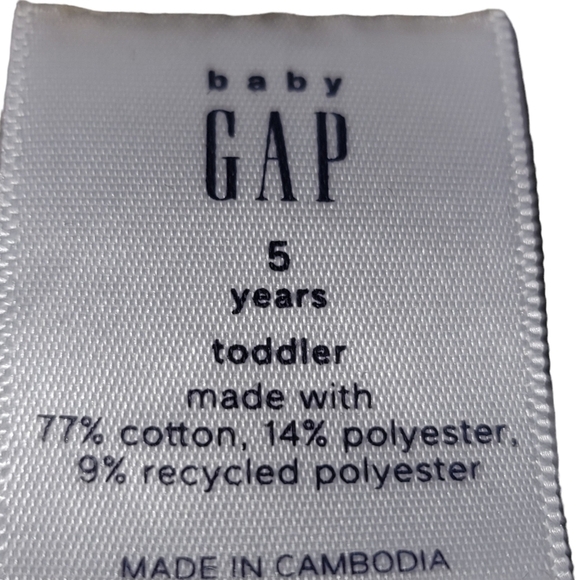 baby
GAP
5
years
toddler
made with
77% cotton, 14% polyester,
9% recycled polyester
MADE IN CAMBODIA